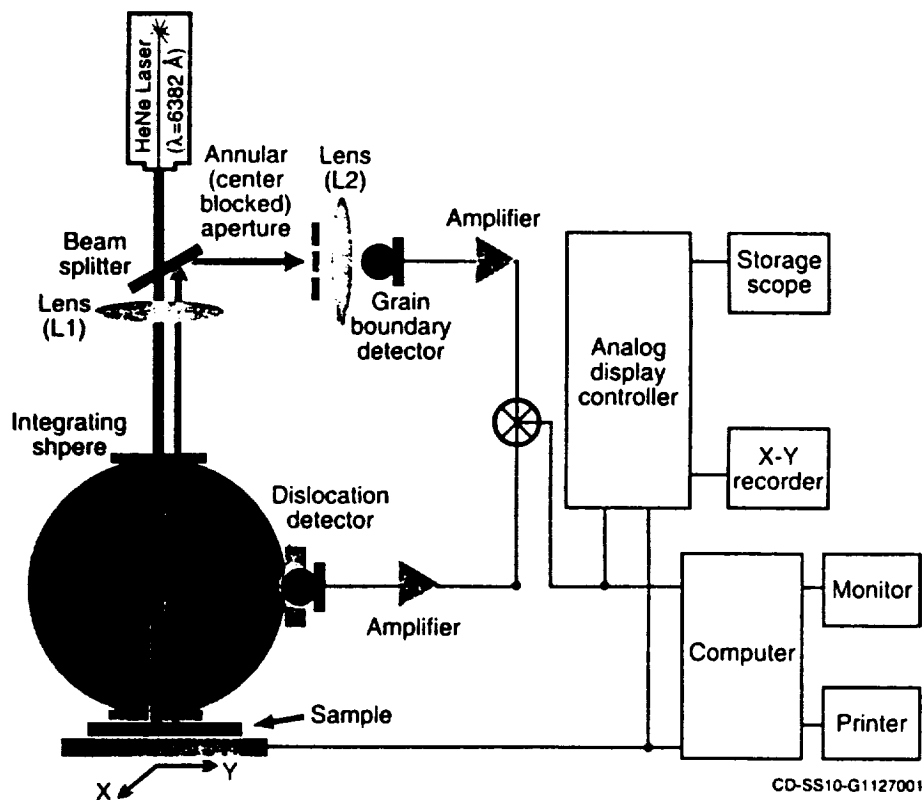 HeNe Laser
(λ=6382 Å)
Annular
(center
blocked)
aperture
Lens
(L2)
Amplifier
Beam
splitter
Lens
(L1)
Grain
boundary
detector
Storage
scope
Analog
display
controller
Integrating
shpere
X-Y
recorder
Dislocation
detector
Amplifier
Monitor
Computer
Sample
Printer
X
Y
CD-SS10-G1127001